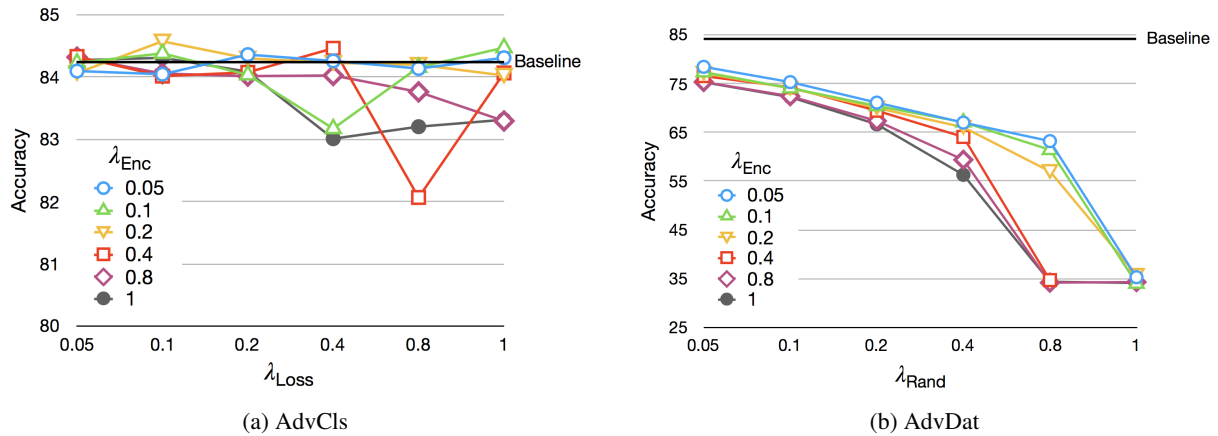 85
84
83
82
81
80
Accuracy
Baseline
λEnc
0.05
0.1
0.2
0.4
0.8
1
0.05 0.1 0.2 0.4 0.8 1
λLoss
(a) AdvCls
85
75
65
55
45
35
25
Accuracy
Baseline
λEnc
0.05
0.1
0.2
0.4
0.8
1
0.05 0.1 0.2 0.4 0.8 1
λRand
(b) AdvDat